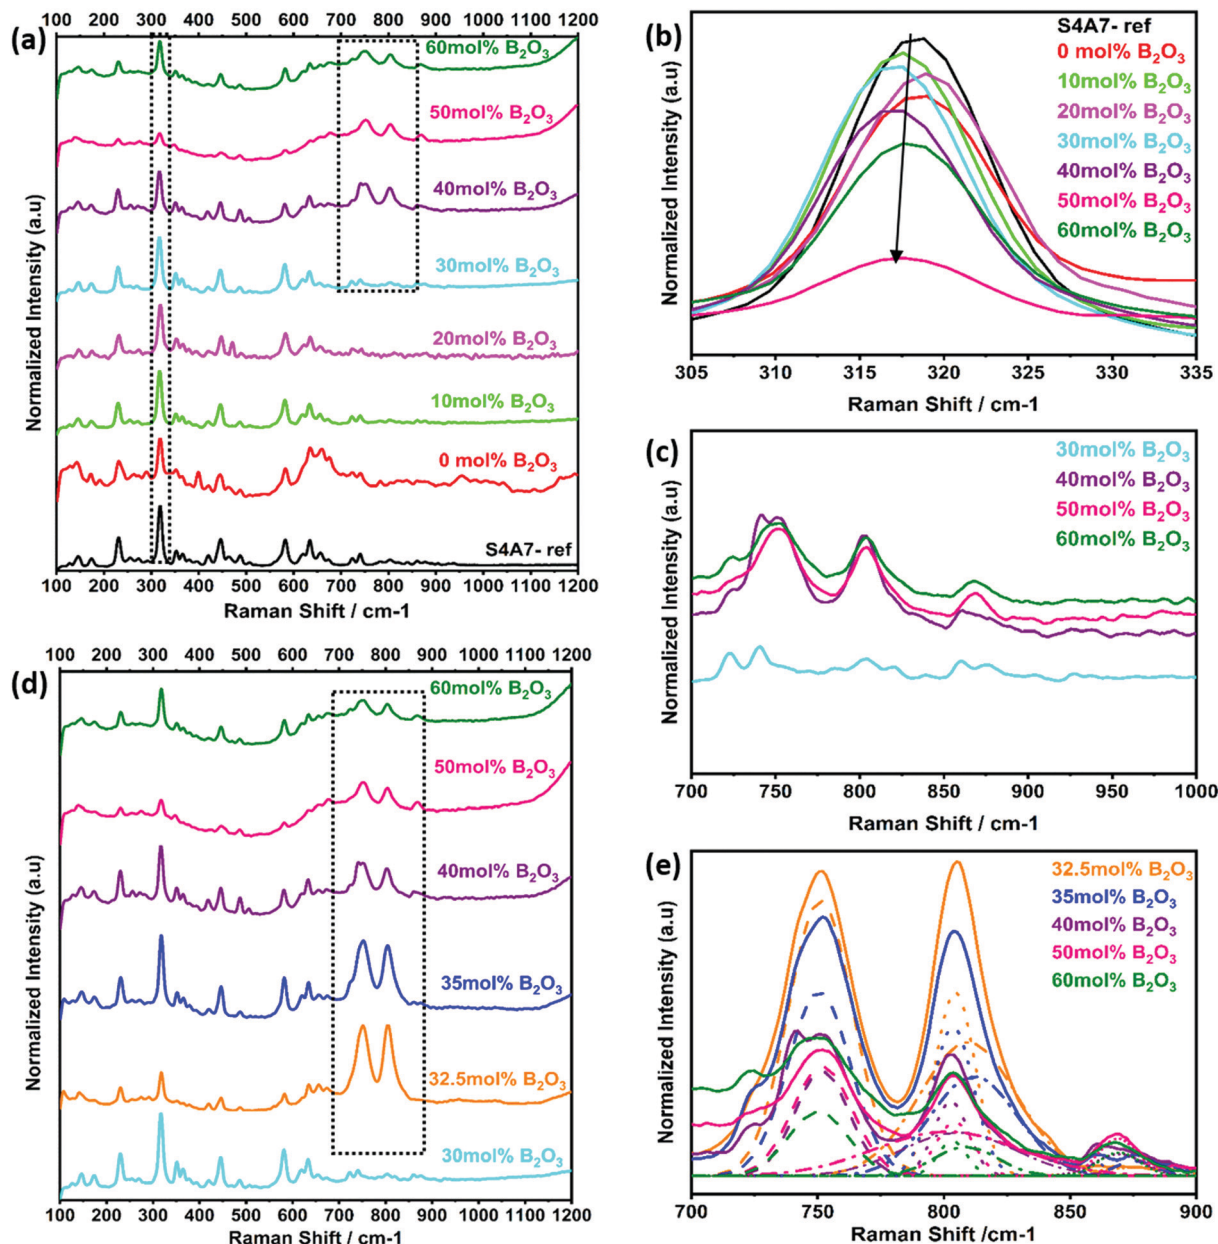 (a)
100 200 300 400 500 600 700 800 900 1000 1100 1200
60mol% B₂O₃
50mol% B₂O₃
40mol% B₂O₃
30mol% B₂O₃
20mol% B₂O₃
10mol% B₂O₃
0 mol% B₂O₃
S4A7- ref
100 200 300 400 500 600 700 800 900 1000 1100 1200
Raman Shift / cm-1
Normalized Intensity (a.u)
(b)
S4A7- ref
0 mol% B₂O₃
10mol% B₂O₃
20mol% B₂O₃
30mol% B₂O₃
40mol% B₂O₃
50mol% B₂O₃
60mol% B₂O₃
305 310 315 320 325 330 335
Raman Shift / cm-1
Normalized Intensity (a.u)
(c)
30mol% B₂O₃
40mol% B₂O₃
50mol% B₂O₃
60mol% B₂O₃
700 750 800 850 900 950 1000
Raman Shift / cm-1
Normalized Intensity (a.u)
(d)
100 200 300 400 500 600 700 800 900 1000 1100 1200
60mol% B₂O₃
50mol% B₂O₃
40mol% B₂O₃
35mol% B₂O₃
32.5mol% B₂O₃
30mol% B₂O₃
100 200 300 400 500 600 700 800 900 1000 1100 1200
Raman Shift / cm-1
Normalized Intensity (a.u)
(e)
32.5mol% B₂O₃
35mol% B₂O₃
40mol% B₂O₃
50mol% B₂O₃
60mol% B₂O₃
700 750 800 850 900
Raman Shift /cm-1
Normalized Intensity (a.u)